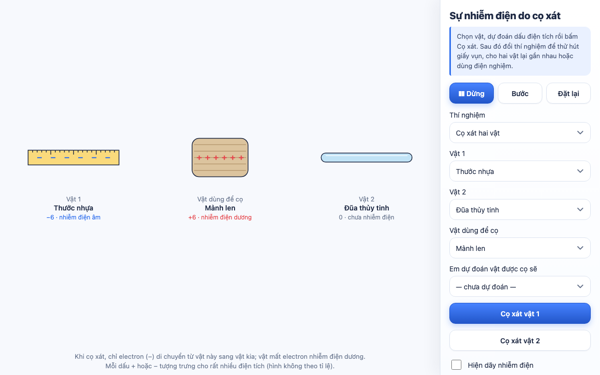 Sự nhiễm điện do cọ xát
Chọn vật, dự đoán dấu điện tích rồi bấm
Cọ xát. Sau đó đổi thí nghiệm để thử hút
giấy vụn, cho hai vật lại gần nhau hoặc
dùng điện nghiệm.
Dừng
Bước
Đặt lại
Thí nghiệm
Cọ xát hai vật
Vật 1
Thước nhựa
Vật 2
Đũa thủy tinh
Vật dùng để cọ
Mảnh len
Em dự đoán vật được cọ sẽ
— chưa dự đoán —
Cọ xát vật 1
Cọ xát vật 2
Hiện dãy nhiễm điện
− − − − − −
+ + + + + +
Vật 1
Thước nhựa
−6 · nhiễm điện âm
Vật dùng để cọ
Mảnh len
+6 · nhiễm điện dương
Vật 2
Đũa thủy tinh
0 · chưa nhiễm điện
Khi cọ xát, chỉ electron (−) di chuyển từ vật này sang vật kia; vật mất electron nhiễm điện dương.
Mỗi dấu + hoặc − tượng trưng cho rất nhiều điện tích (hình không theo tỉ lệ).